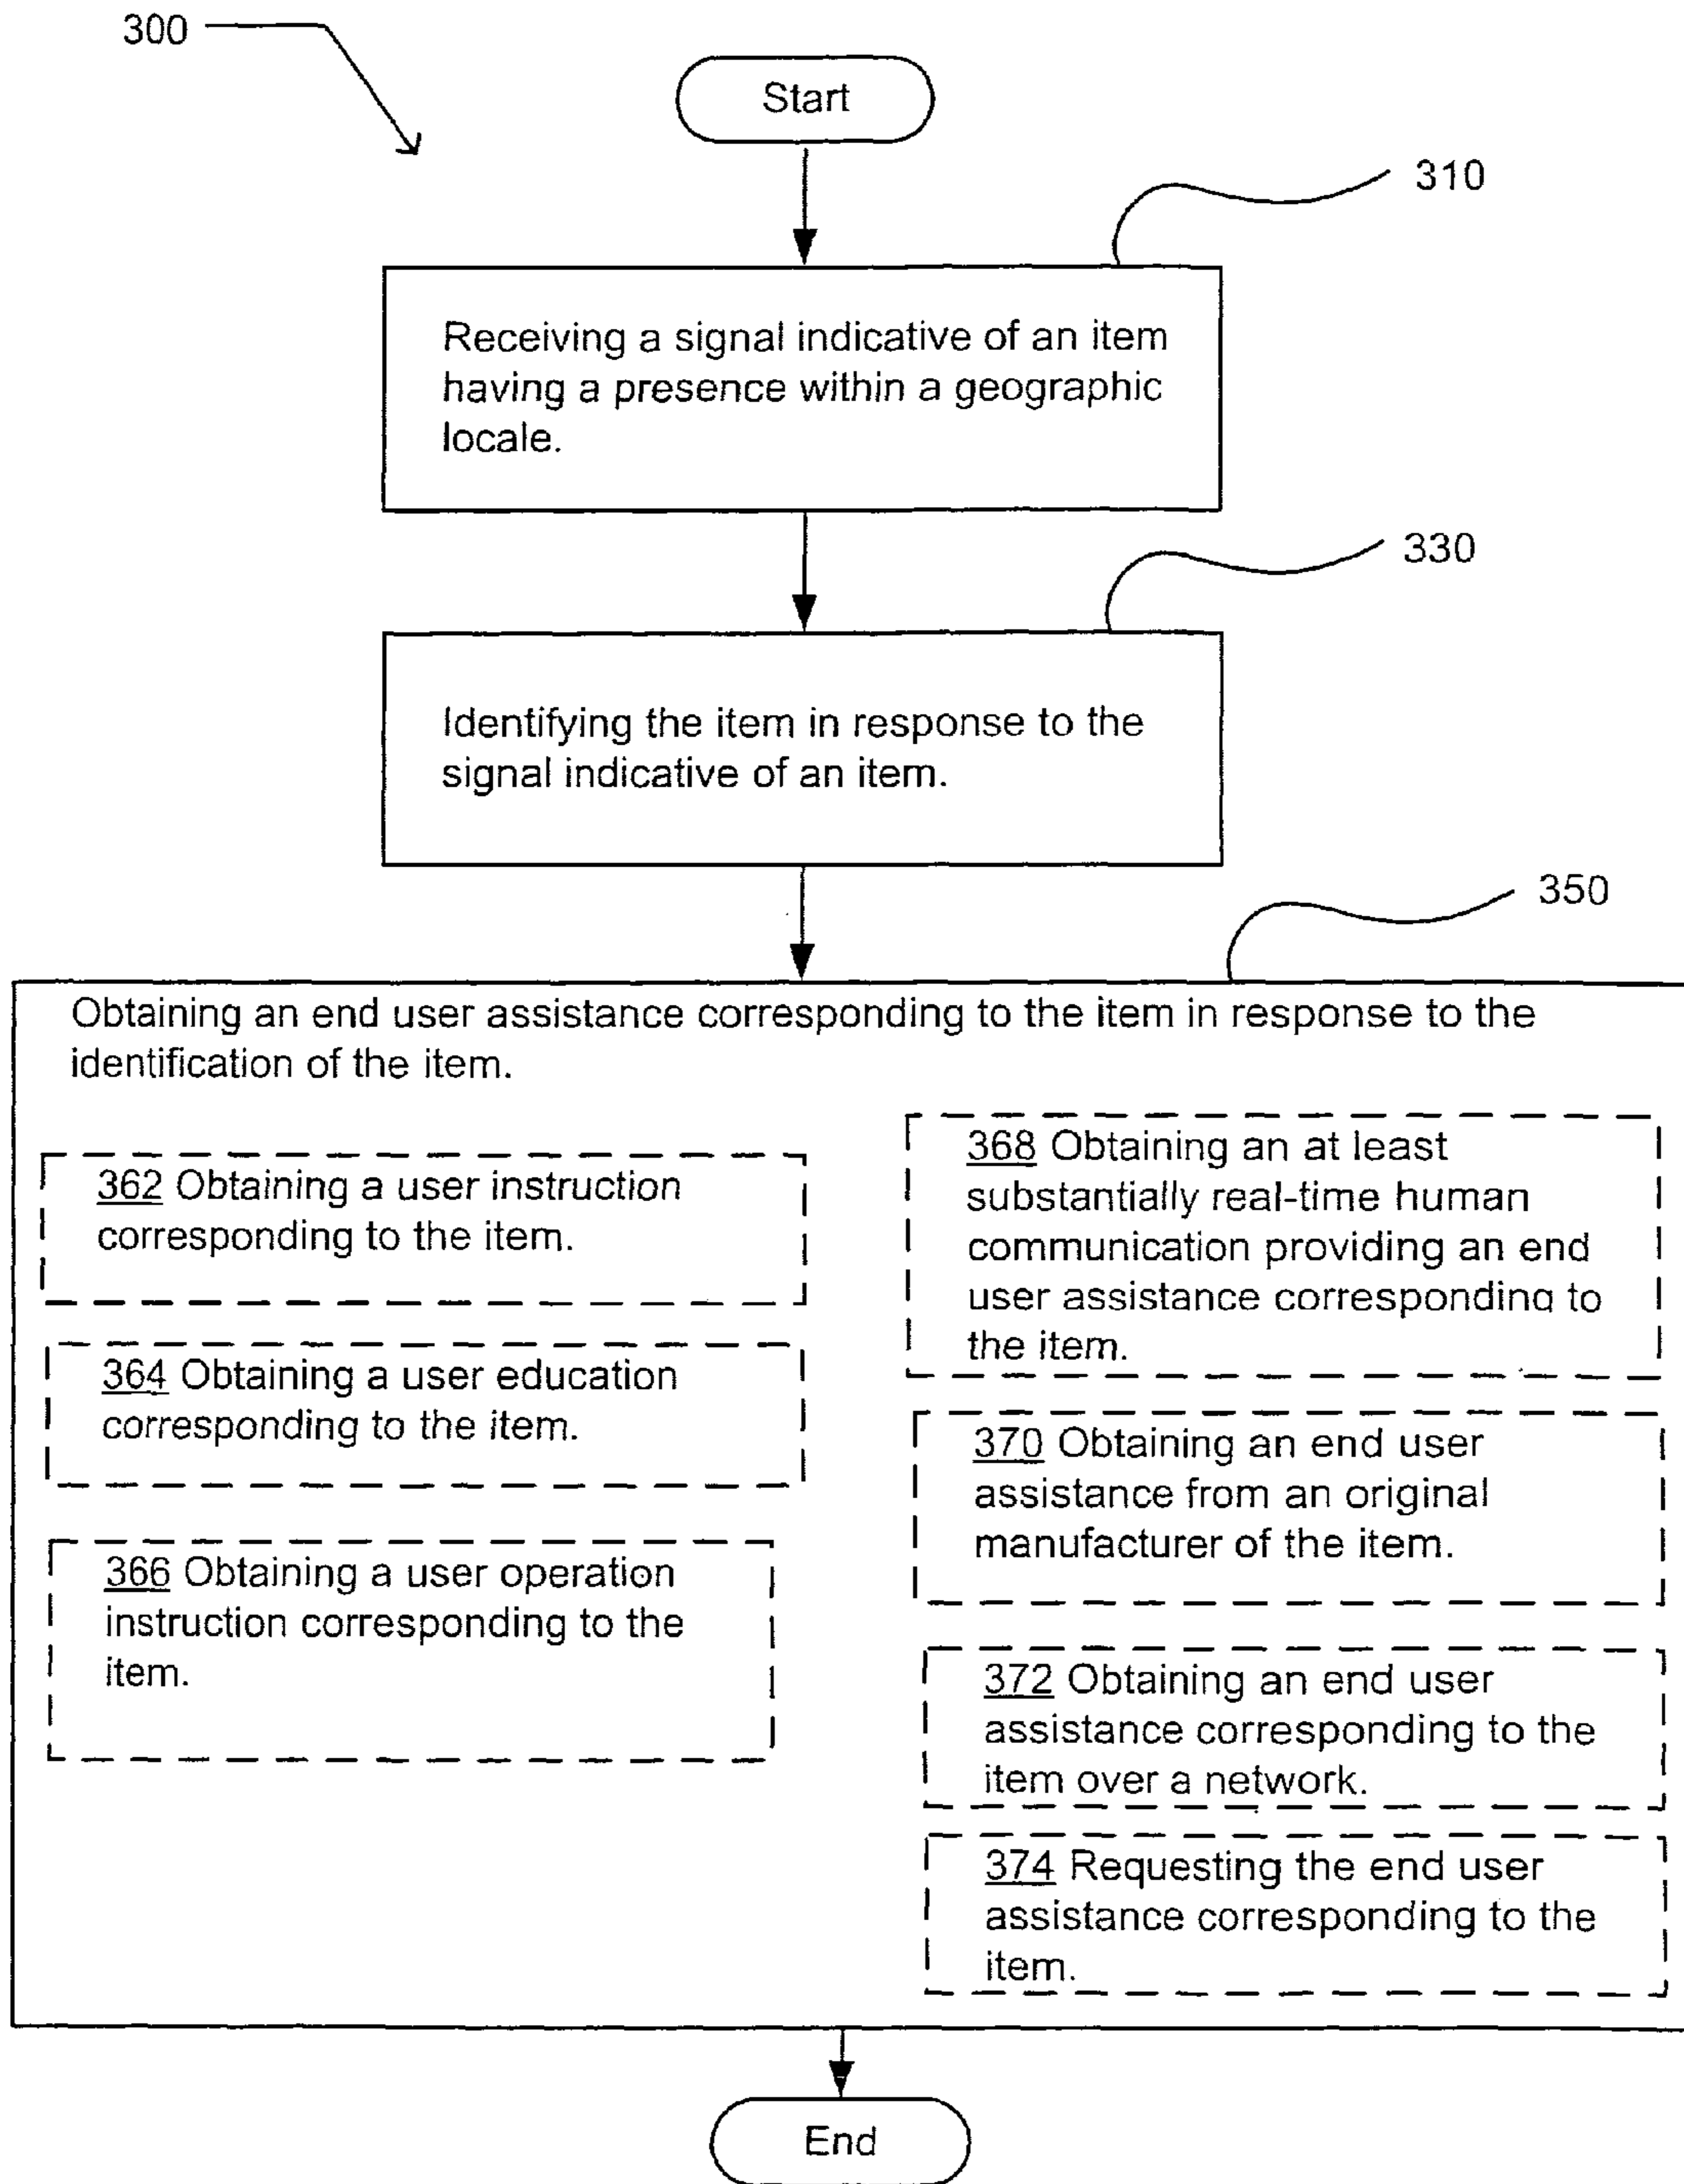 300
Start
310
Receiving a signal indicative of an item
having a presence within a geographic
locale.
330
Identifying the item in response to the
signal indicative of an item.
350
Obtaining an end user assistance corresponding to the item in response to the
identification of the item.
362 Obtaining a user instruction
corresponding to the item.
364 Obtaining a user education
corresponding to the item.
366 Obtaining a user operation
instruction corresponding to the
item.
368 Obtaining an at least
substantially real-time human
communication providing an end
user assistance corresponding to
the item.
370 Obtaining an end user
assistance from an original
manufacturer of the item.
372 Obtaining an end user
assistance corresponding to the
item over a network.
374 Requesting the end user
assistance corresponding to the
item.
End